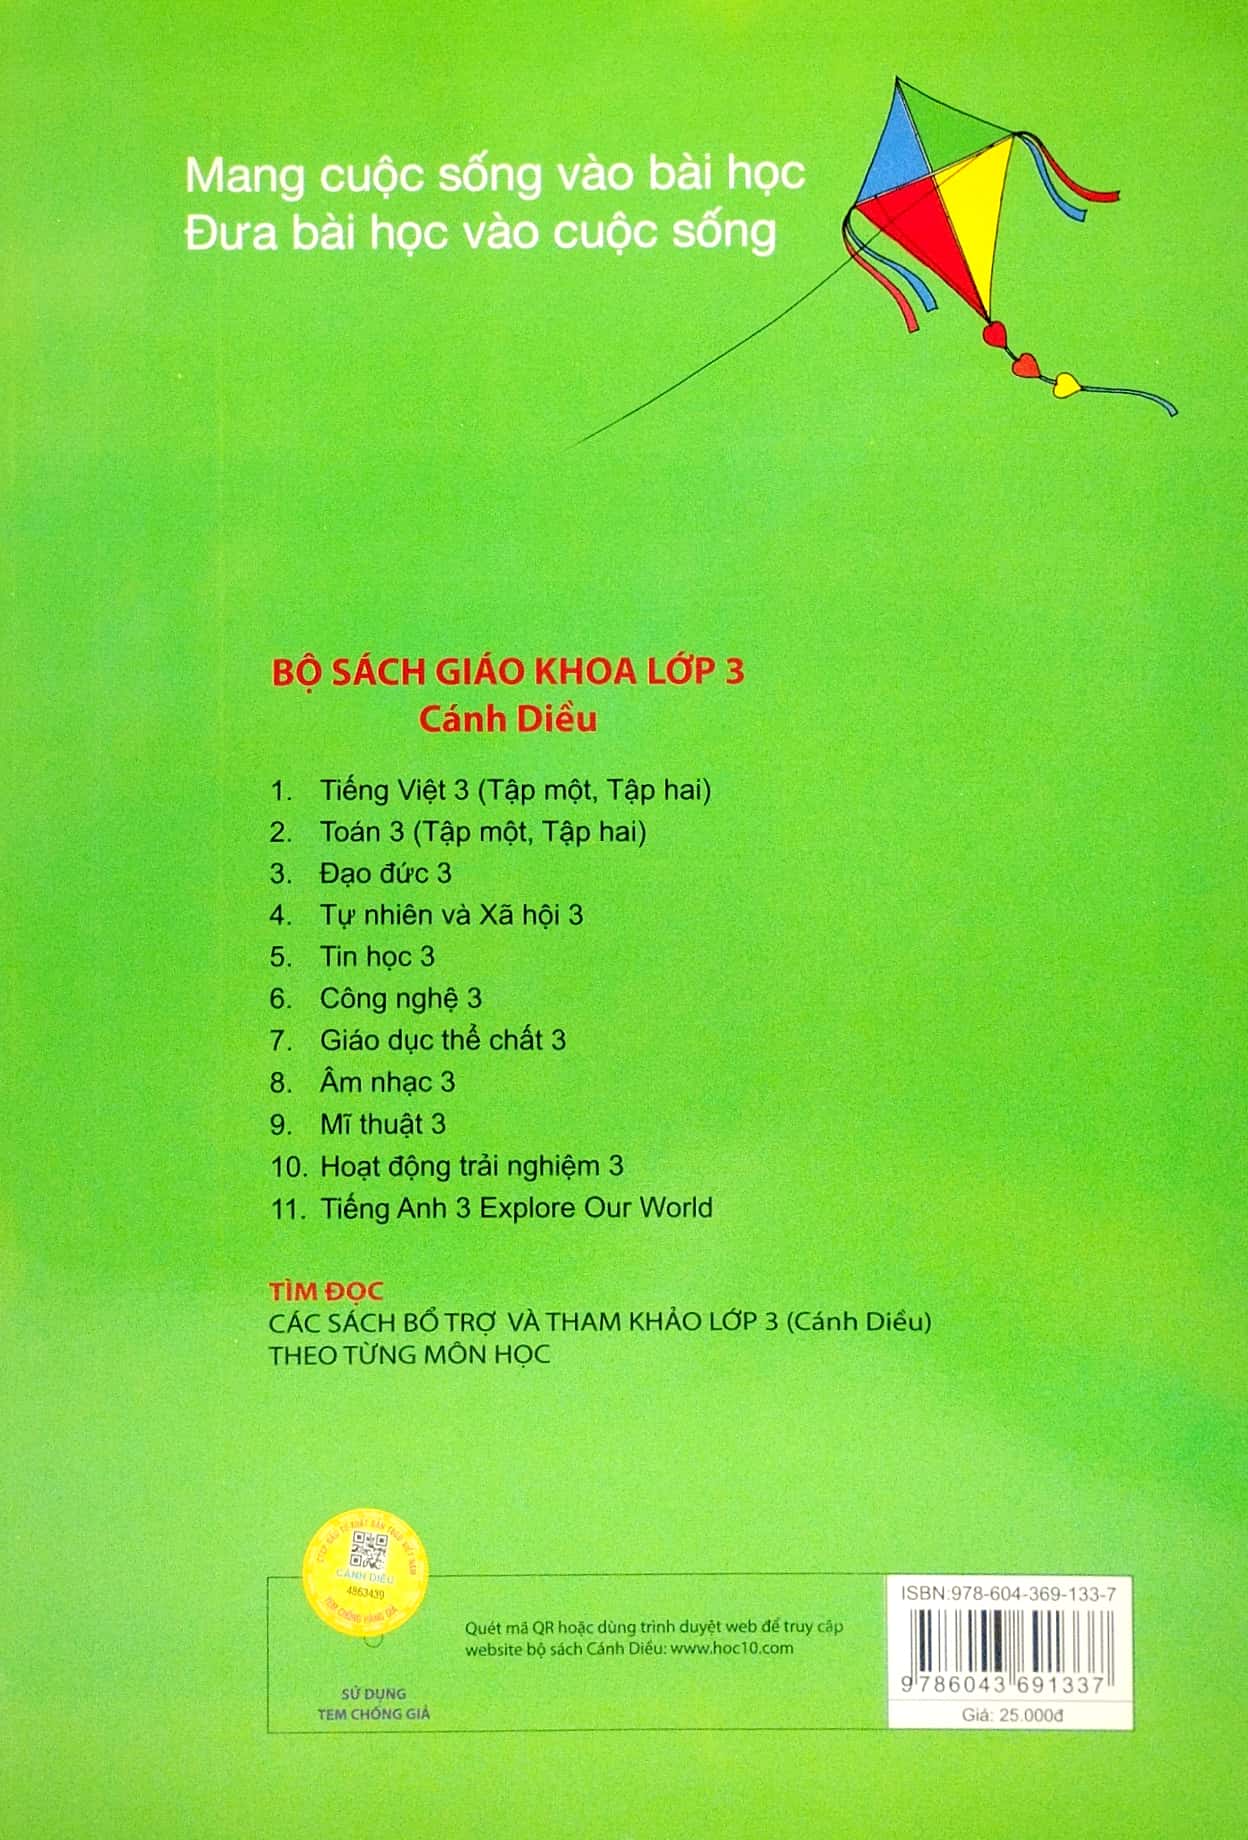 Mang cuộc sống vào bài học
Đưa bài học vào cuộc sống
BỘ SÁCH GIÁO KHOA LỚP 3
Cánh Diều
1. Tiếng Việt 3 (Tập một, Tập hai)
2. Toán 3 (Tập một, Tập hai)
3. Đạo đức 3
4. Tự nhiên và Xã hội 3
5. Tin học 3
6. Công nghệ 3
7. Giáo dục thể chất 3
8. Âm nhạc 3
9. Mĩ thuật 3
10. Hoạt động trải nghiệm 3
11. Tiếng Anh 3 Explore Our World
TÌM ĐỌC
CÁC SÁCH BỔ TRỢ VÀ THAM KHẢO LỚP 3 (Cánh Diều)
THEO TỪNG MÔN HỌC
CÁNH DIỀU
4863439
TEM CHỐNG HÀNG GIẢ
SỬ DỤNG
TEM CHỐNG GIẢ
Quét mã QR hoặc dùng trình duyệt web để truy cập
website bộ sách Cánh Diều: www.hoc10.com
ISBN:978-604-369-133-7
9786043691337
Giá: 25.000đ